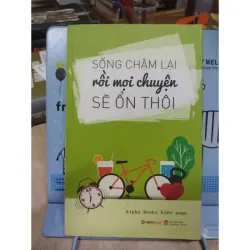 SỐNG CHẬM LẠI
rồi mọi chuyện
SẼ ỔN THÔI
Alpha Books biên soạn